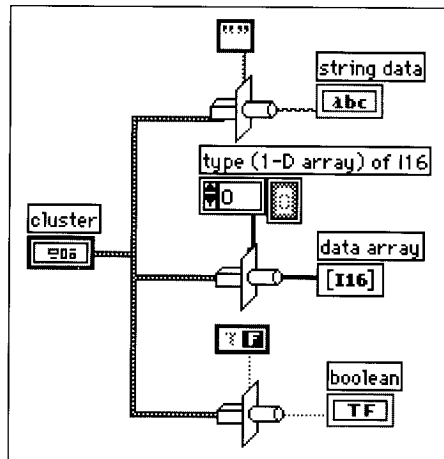 ""
string data
abc
type (1-D array) of I16
0
cluster
data array
[I16]
F
boolean
TF